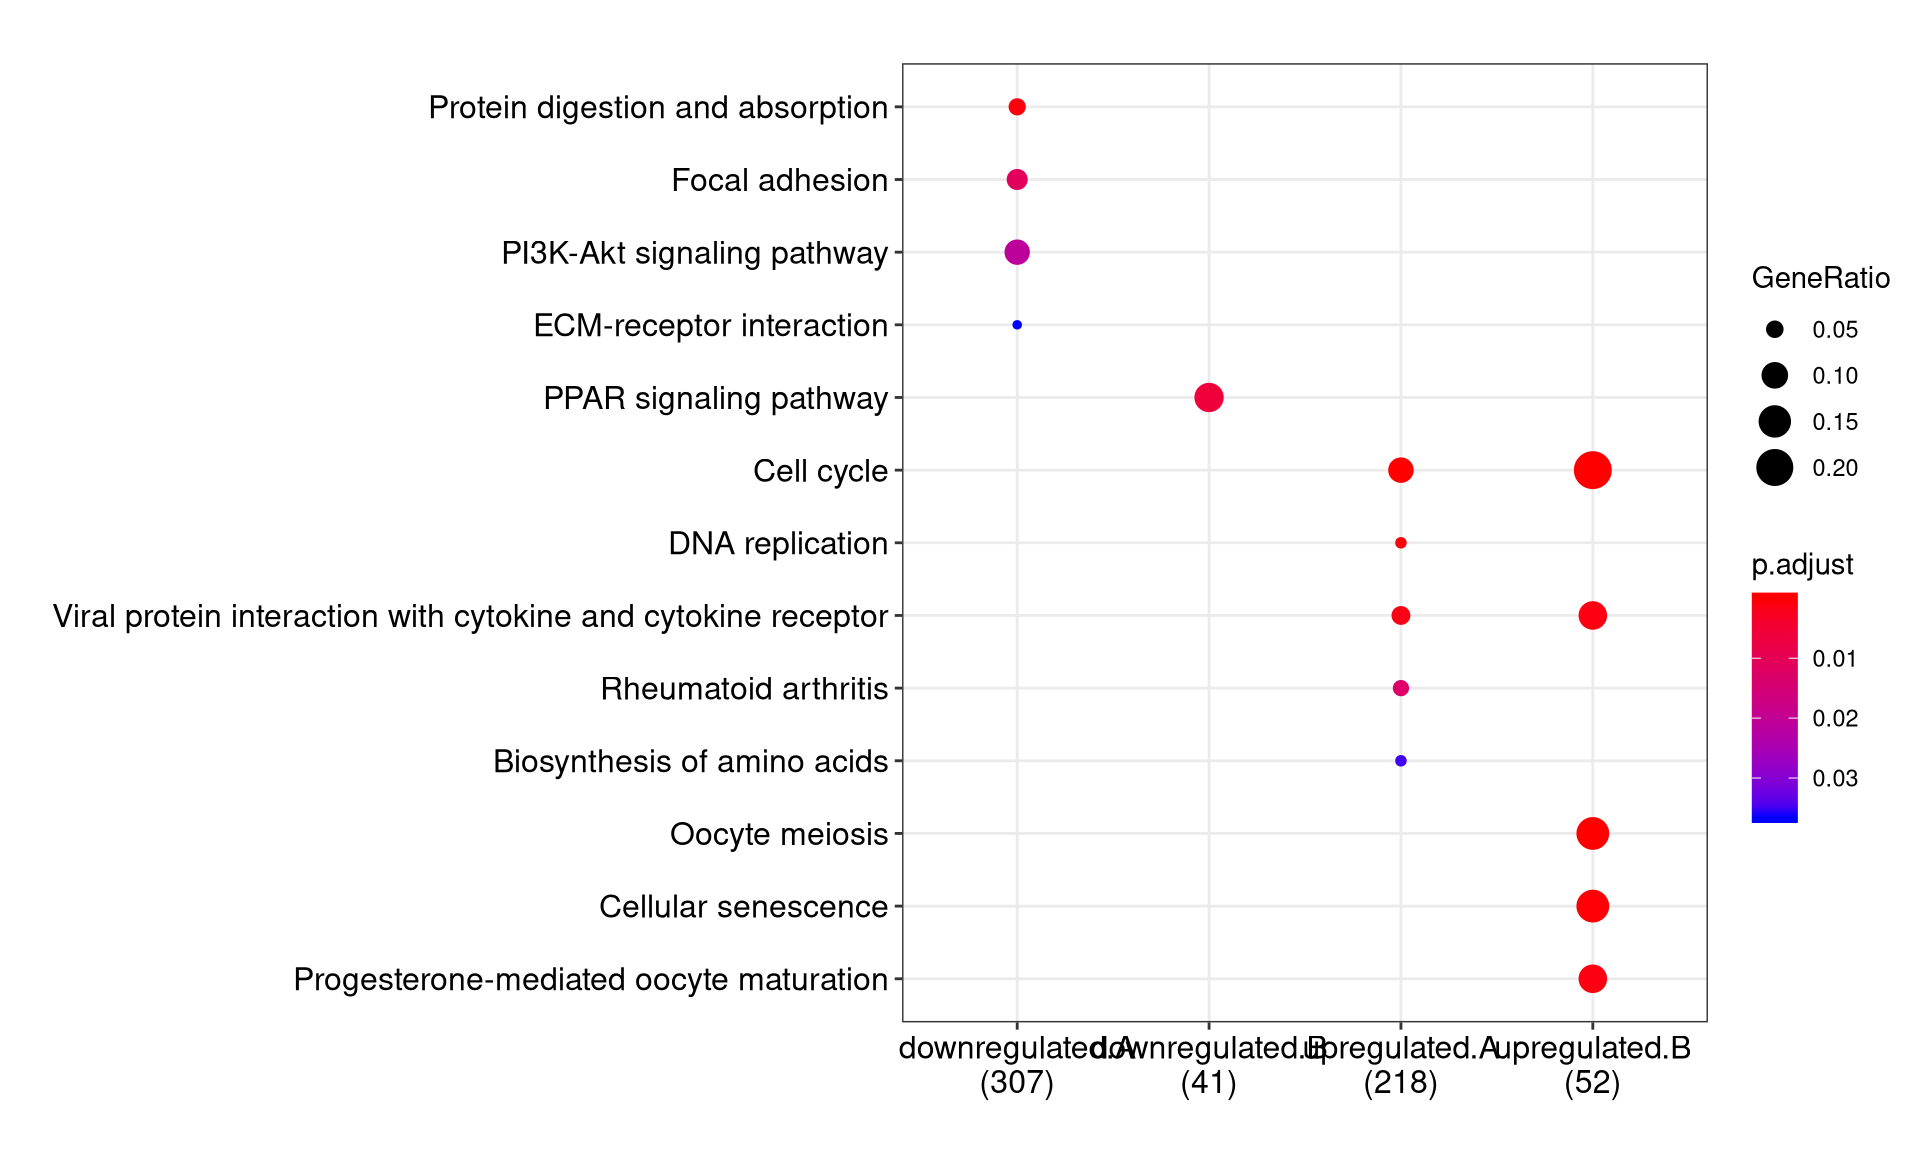 Protein digestion and absorption
Focal adhesion
PI3K-Akt signaling pathway
ECM-receptor interaction
PPAR signaling pathway
Cell cycle
DNA replication
Viral protein interaction with cytokine and cytokine receptor
Rheumatoid arthritis
Biosynthesis of amino acids
Oocyte meiosis
Cellular senescence
Progesterone-mediated oocyte maturation
downregulated.A
(307)
downregulated.B
(41)
upregulated.A
(218)
upregulated.B
(52)
GeneRatio
0.05
0.10
0.15
0.20
p.adjust
0.01
0.02
0.03